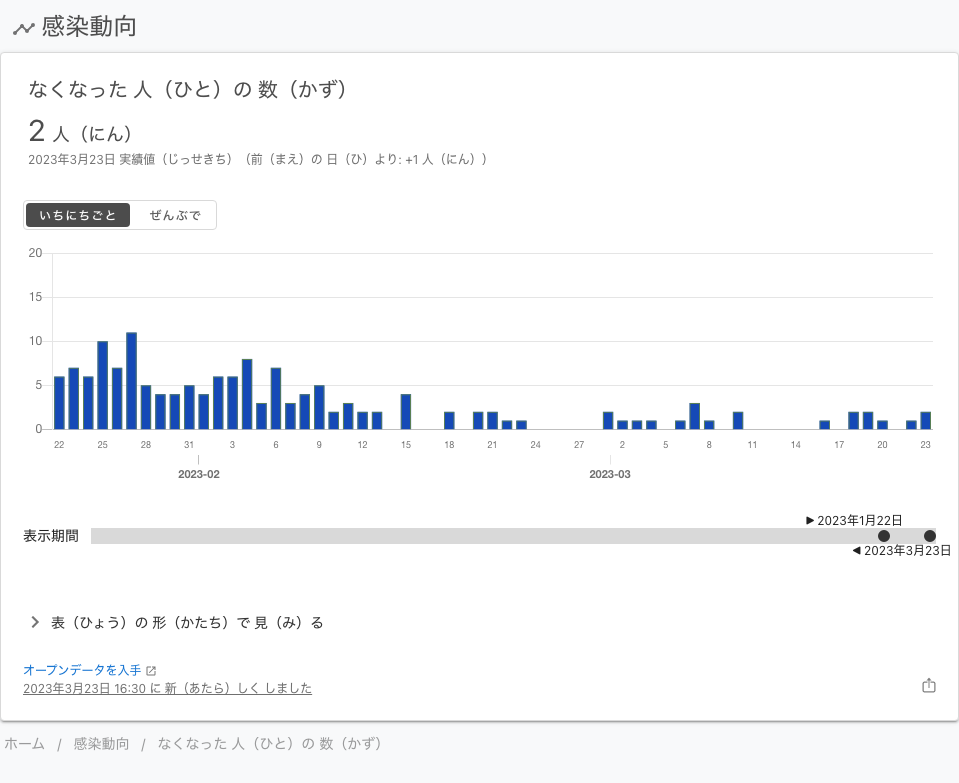 感染動向
なくなった 人（ひと）の 数（かず）
2 人（にん）
2023年3月23日 実績値（じっせきち）（前（まえ）の 日（ひ）より: +1 人（にん））
いちにちごと ぜんぶで
20
15
10
5
0
22 25 28 31 3 6 9 12 15 18 21 24 27 2 5 8 11 14 17 20 23
2023-02 2023-03
▶ 2023年1月22日
表示期間
◀ 2023年3月23日
表（ひょう）の 形（かたち）で 見（み）る
オープンデータを入手
2023年3月23日 16:30 に 新（あたら）しく しました
ホーム / 感染動向 / なくなった 人（ひと）の 数（かず）